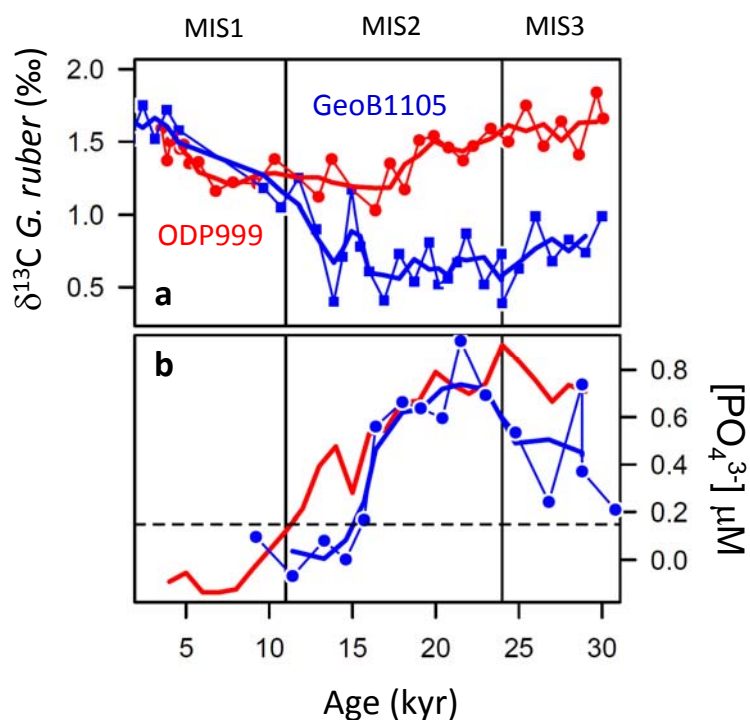 MIS1 MIS2 MIS3
δ¹³C G. ruber (‰)
2.0
1.5
1.0
0.5
GeoB1105
ODP999
a
b
0.8
0.6
0.4
0.2
0.0
[PO₄³⁻] μM
5 10 15 20 25 30
Age (kyr)